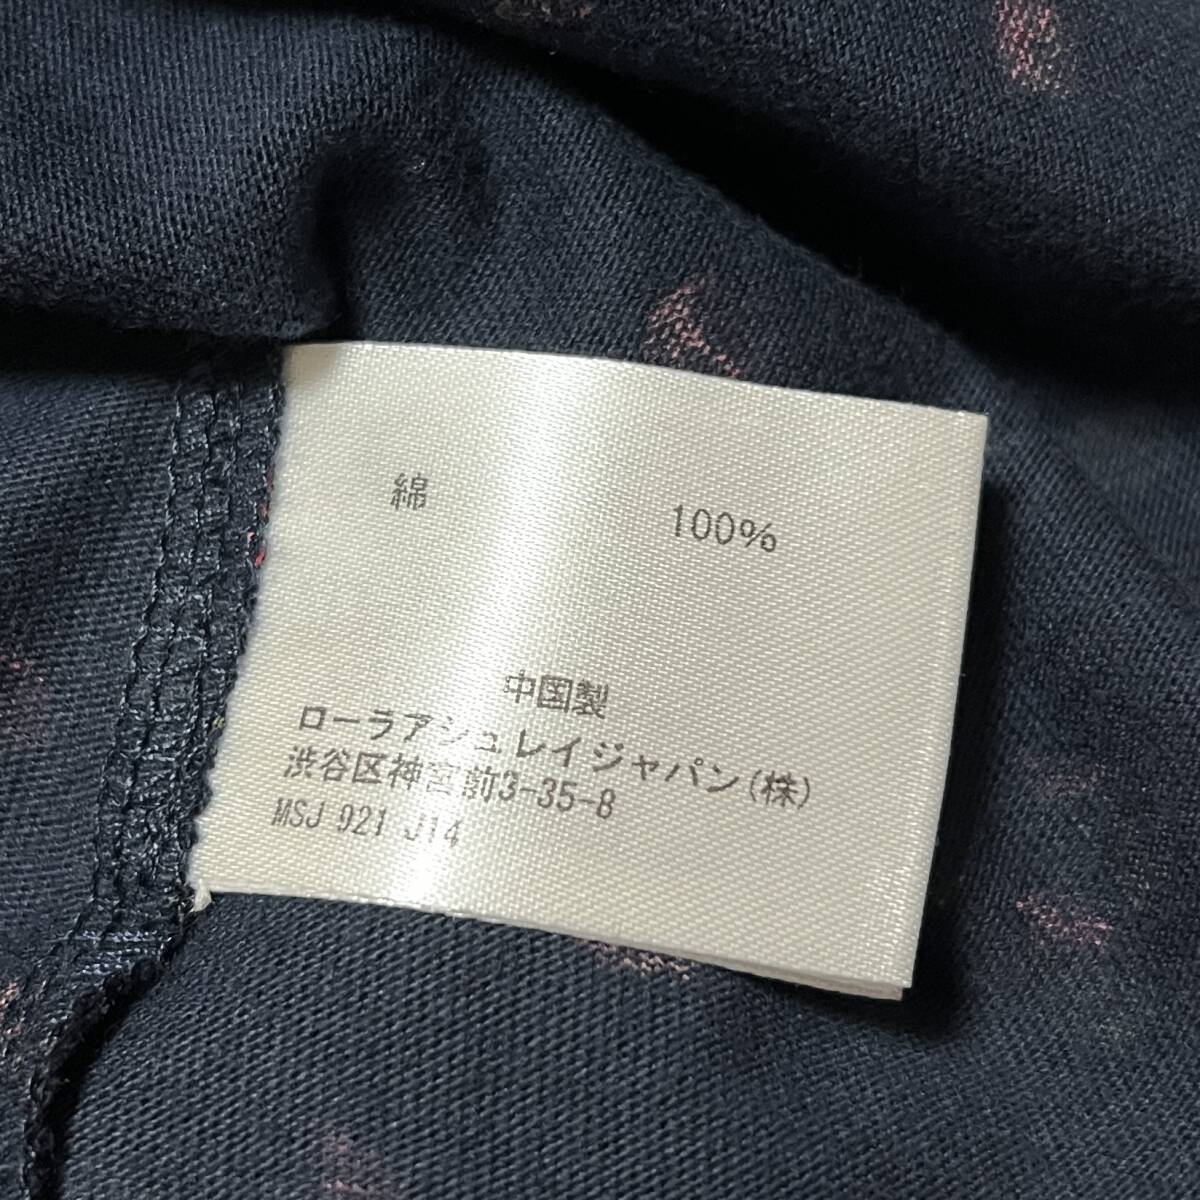 綿 100%
中国製
ローラアシュレイジャパン(株)
渋谷区神宮前3-35-8
MSJ 921 J14